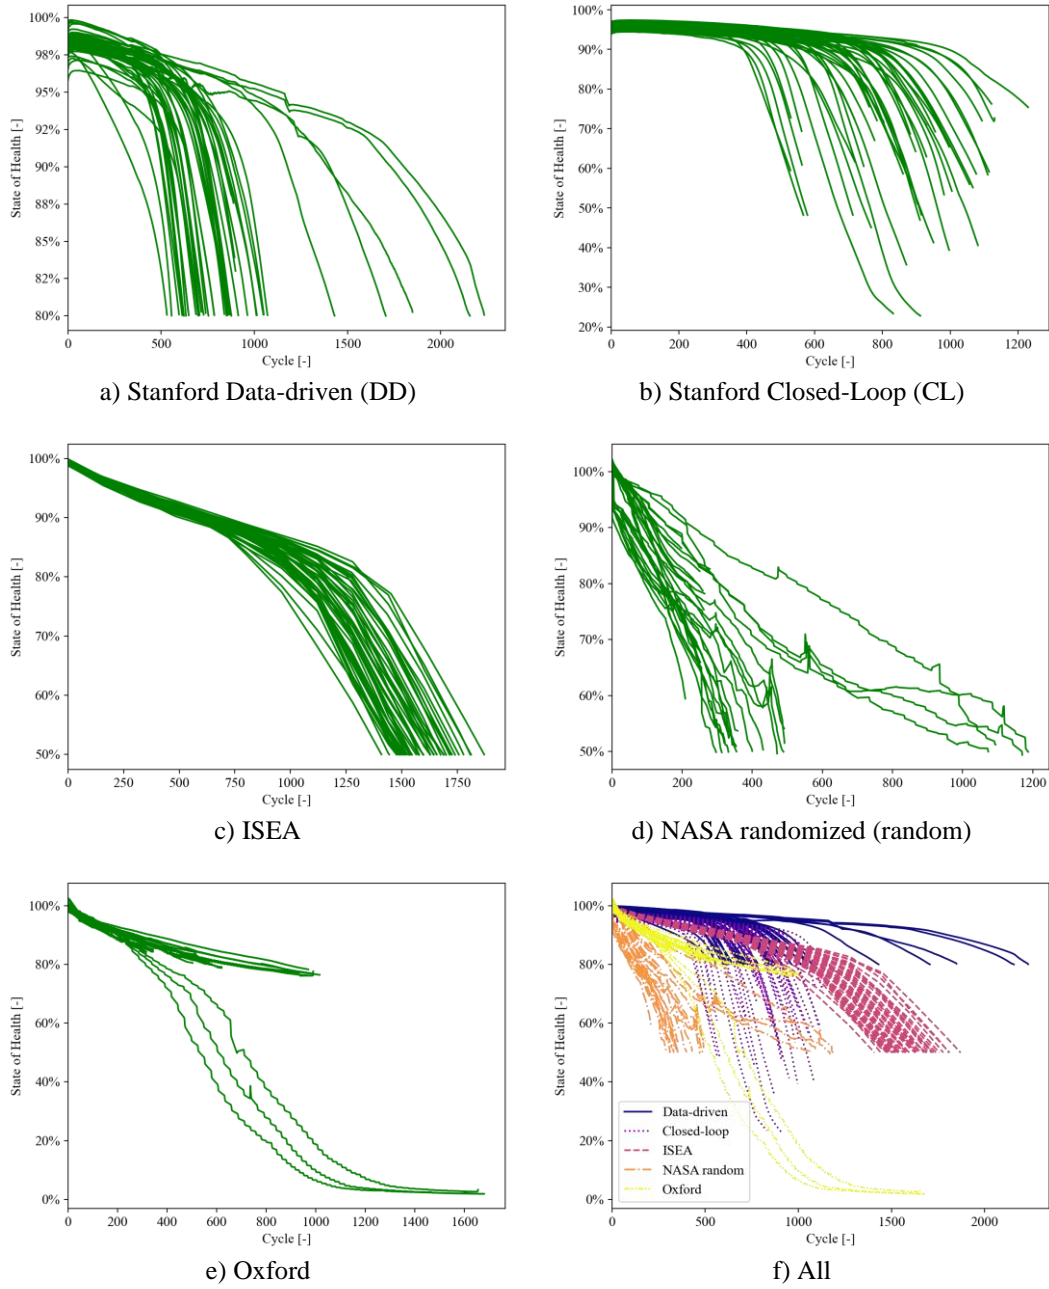 100%
98%
95%
92%
90%
88%
85%
82%
80%
State of Health [-]
0 500 1000 1500 2000
Cycle [-]
a) Stanford Data-driven (DD)
100%
90%
80%
70%
60%
50%
40%
30%
20%
State of Health [-]
0 200 400 600 800 1000 1200
Cycle [-]
b) Stanford Closed-Loop (CL)
100%
90%
80%
70%
60%
50%
State of Health [-]
0 250 500 750 1000 1250 1500 1750
Cycle [-]
c) ISEA
100%
90%
80%
70%
60%
50%
State of Health [-]
0 200 400 600 800 1000 1200
Cycle [-]
d) NASA randomized (random)
100%
80%
60%
40%
20%
0%
State of Health [-]
0 200 400 600 800 1000 1200 1400 1600
Cycle [-]
e) Oxford
100%
80%
60%
40%
20%
0%
State of Health [-]
Data-driven
Closed-loop
ISEA
NASA random
Oxford
0 500 1000 1500 2000
Cycle [-]
f) All